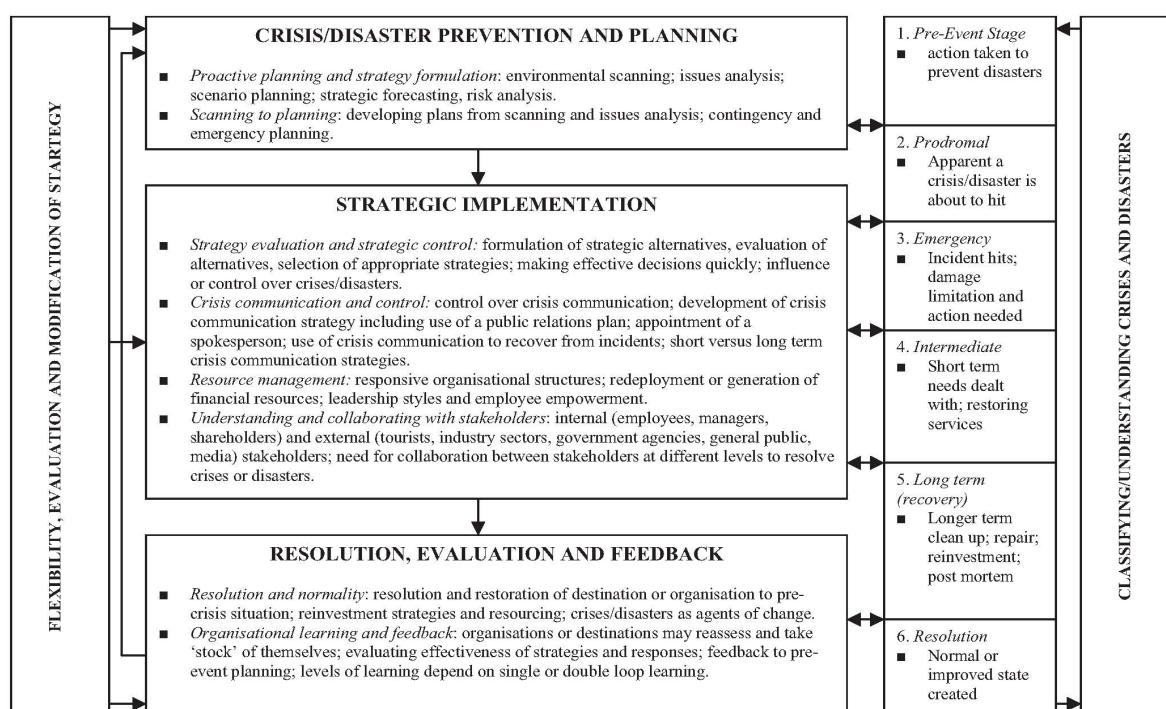 FLEXIBILITY, EVALUATION AND MODIFICATION OF STARTEGY
CRISIS/DISASTER PREVENTION AND PLANNING
■ Proactive planning and strategy formulation: environmental scanning; issues analysis;
scenario planning; strategic forecasting, risk analysis.
■ Scanning to planning: developing plans from scanning and issues analysis; contingency and
emergency planning.
STRATEGIC IMPLEMENTATION
■ Strategy evaluation and strategic control: formulation of strategic alternatives, evaluation of
alternatives, selection of appropriate strategies; making effective decisions quickly; influence
or control over crises/disasters.
■ Crisis communication and control: control over crisis communication; development of crisis
communication strategy including use of a public relations plan; appointment of a
spokesperson; use of crisis communication to recover from incidents; short versus long term
crisis communication strategies.
■ Resource management: responsive organisational structures; redeployment or generation of
financial resources; leadership styles and employee empowerment.
■ Understanding and collaborating with stakeholders: internal (employees, managers,
shareholders) and external (tourists, industry sectors, government agencies, general public,
media) stakeholders; need for collaboration between stakeholders at different levels to resolve
crises or disasters.
RESOLUTION, EVALUATION AND FEEDBACK
■ Resolution and normality: resolution and restoration of destination or organisation to pre-
crisis situation; reinvestment strategies and resourcing; crises/disasters as agents of change.
■ Organisational learning and feedback: organisations or destinations may reassess and take
‘stock’ of themselves; evaluating effectiveness of strategies and responses; feedback to pre-
event planning; levels of learning depend on single or double loop learning.
1. Pre-Event Stage
■ action taken to
prevent disasters
2. Prodromal
■ Apparent a
crisis/disaster is
about to hit
3. Emergency
■ Incident hits;
damage
limitation and
action needed
4. Intermediate
■ Short term
needs dealt
with; restoring
services
5. Long term
(recovery)
■ Longer term
clean up; repair;
reinvestment;
post mortem
6. Resolution
■ Normal or
improved state
created
CLASSIFYING/UNDERSTANDING CRISES AND DISASTERS